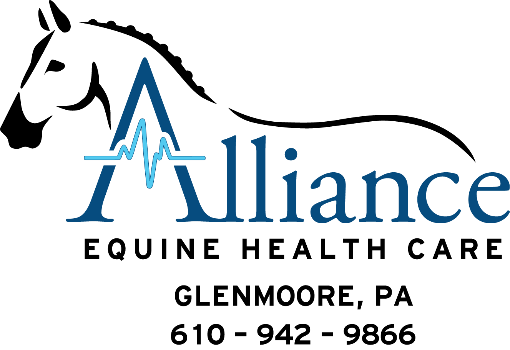 Alliance
EQUINE HEALTH CARE
GLENMOORE, PA
610 - 942 - 9866